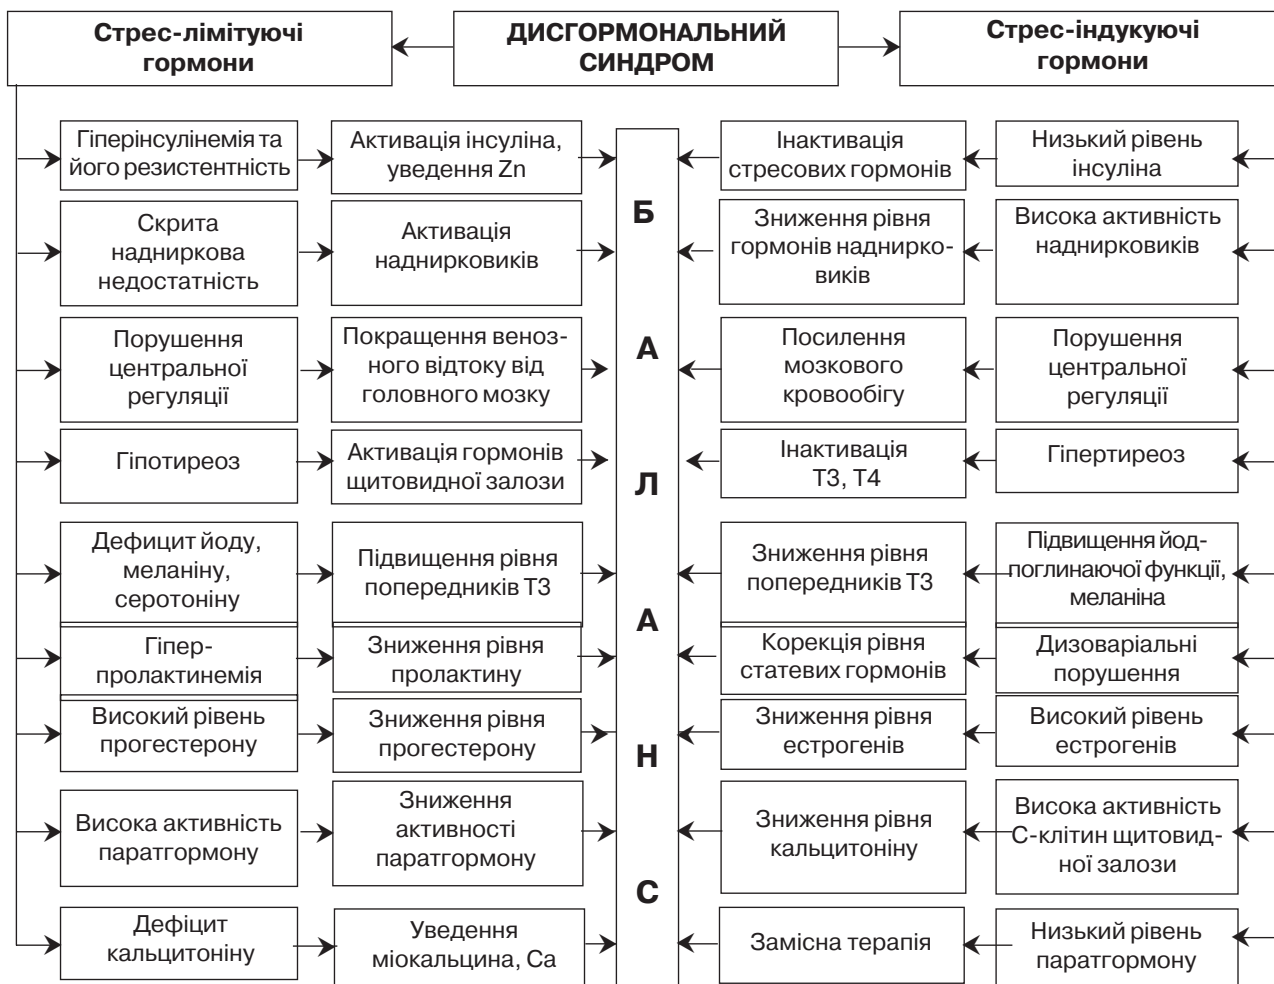 Стрес-лімітуючі
гормони
ДИСГОРМОНАЛЬНИЙ
СИНДРОМ
Стрес-індукуючі
гормони
Гіперінсулінемія та
його резистентність
Активація інсуліна,
уведення Zn
Інактивація
стресових гормонів
Низький рівень
інсуліна
Скрита
надниркова
недостатність
Активація
наднирковиків
Зниження рівня
гормонів наднирко-
виків
Висока активність
наднирковиків
Порушення
центральної
регуляції
Покращення веноз-
ного відтоку від
головного мозку
Посилення
мозкового
кровообігу
Порушення
центральної
регуляції
Гіпотиреоз
Активація гормонів
щитовидної залози
Інактивація
Т3, Т4
Гіпертиреоз
Дефицит йоду,
меланіну,
серотоніну
Підвищення рівня
попередників Т3
Зниження рівня
попередників Т3
Підвищення йод-
поглинаючої функції,
меланіна
Гіпер-
пролактинемія
Зниження рівня
пролактину
Корекція рівня
статевих гормонів
Дизоваріальні
порушення
Високий рівень
прогестерону
Зниження рівня
прогестерону
Зниження рівня
естрогенів
Високий рівень
естрогенів
Висока активність
паратгормону
Зниження
активності
паратгормону
Зниження рівня
кальцитоніну
Висока активність
С-клітин щитовид-
ної залози
Дефіцит
кальцитоніну
Уведення
міокальцина, Са
Замісна терапія
Низький рівень
паратгормону
Б
А
Л
А
Н
С